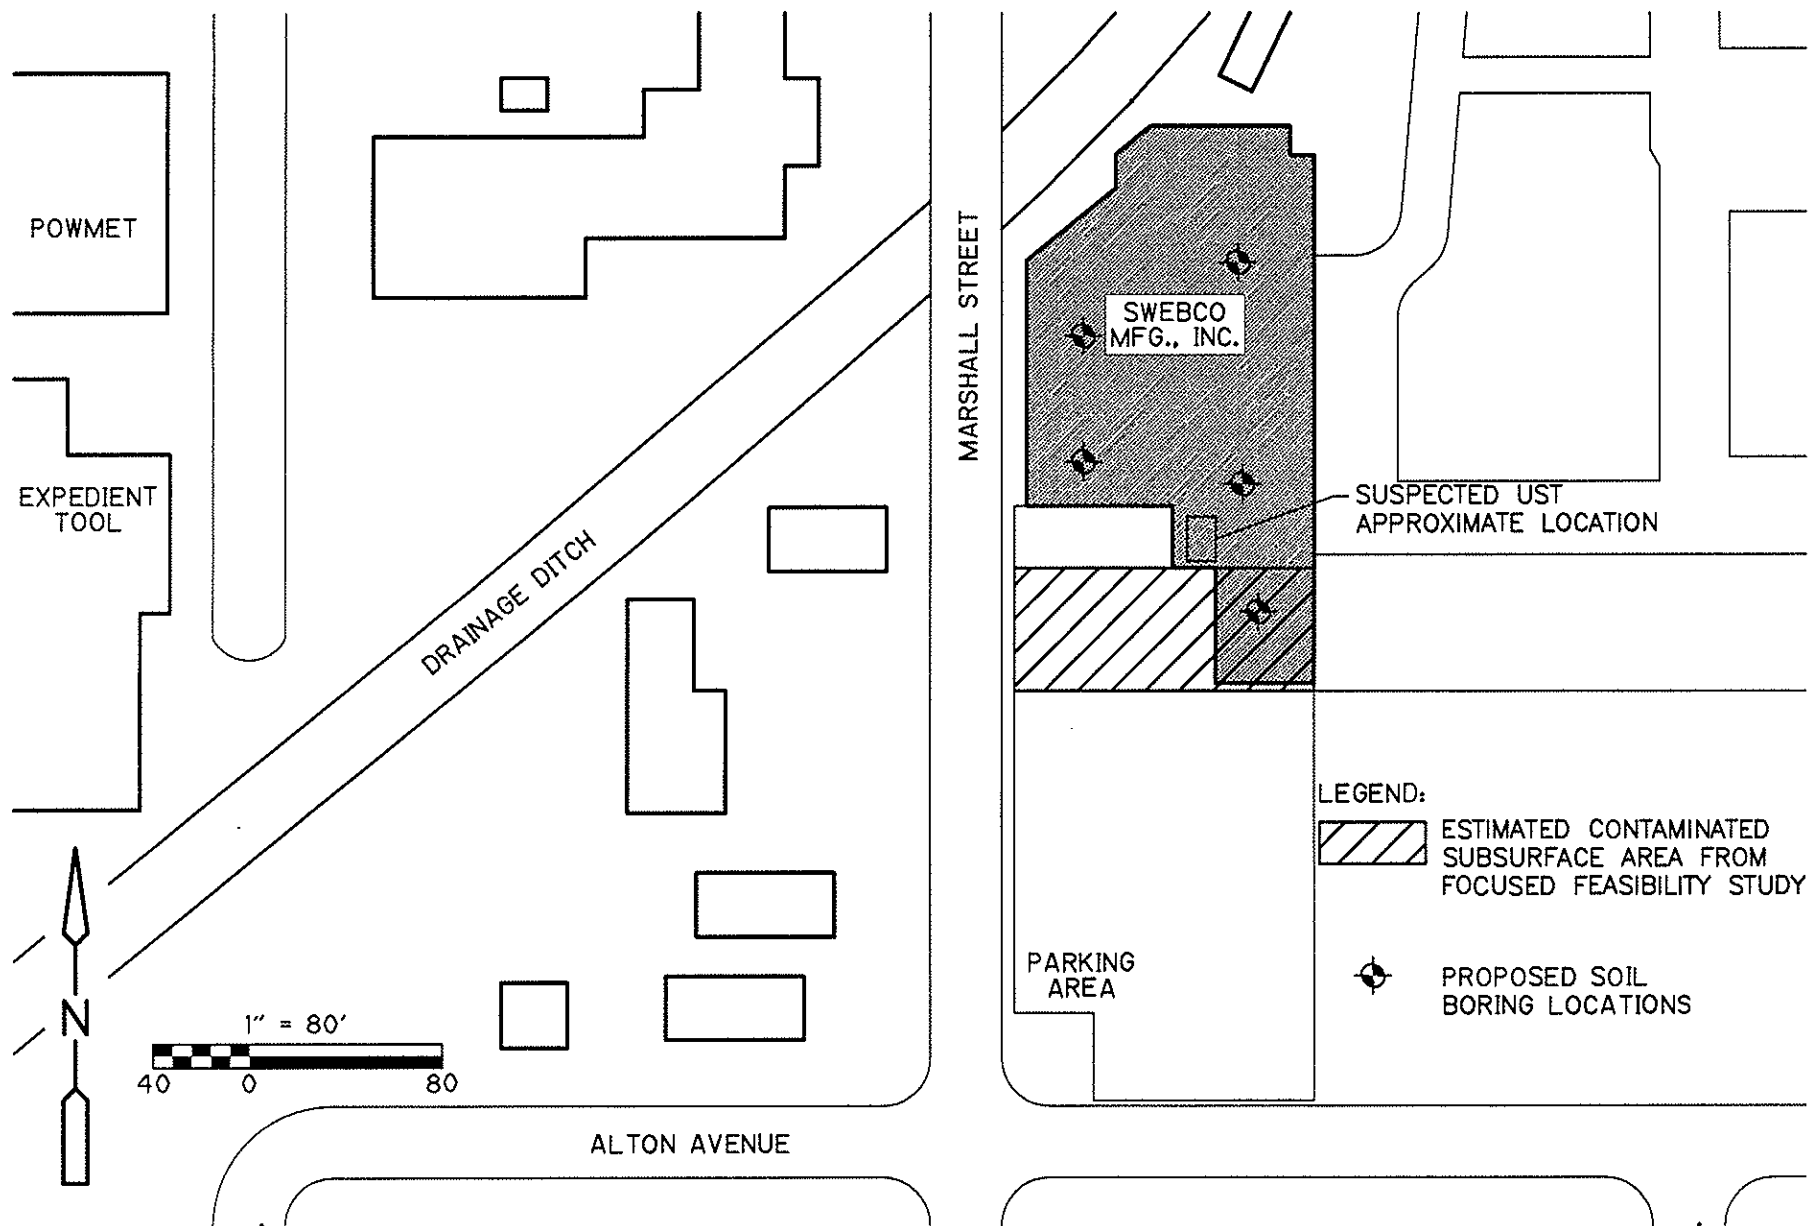 POWMET
EXPEDIENT
TOOL
DRAINAGE DITCH
MARSHALL STREET
SWEBCO
MFG., INC.
SUSPECTED UST
APPROXIMATE LOCATION
LEGEND:
ESTIMATED CONTAMINATED
SUBSURFACE AREA FROM
FOCUSED FEASIBILITY STUDY
PROPOSED SOIL
BORING LOCATIONS
PARKING
AREA
N
1" = 80'
40 0 80
ALTON AVENUE